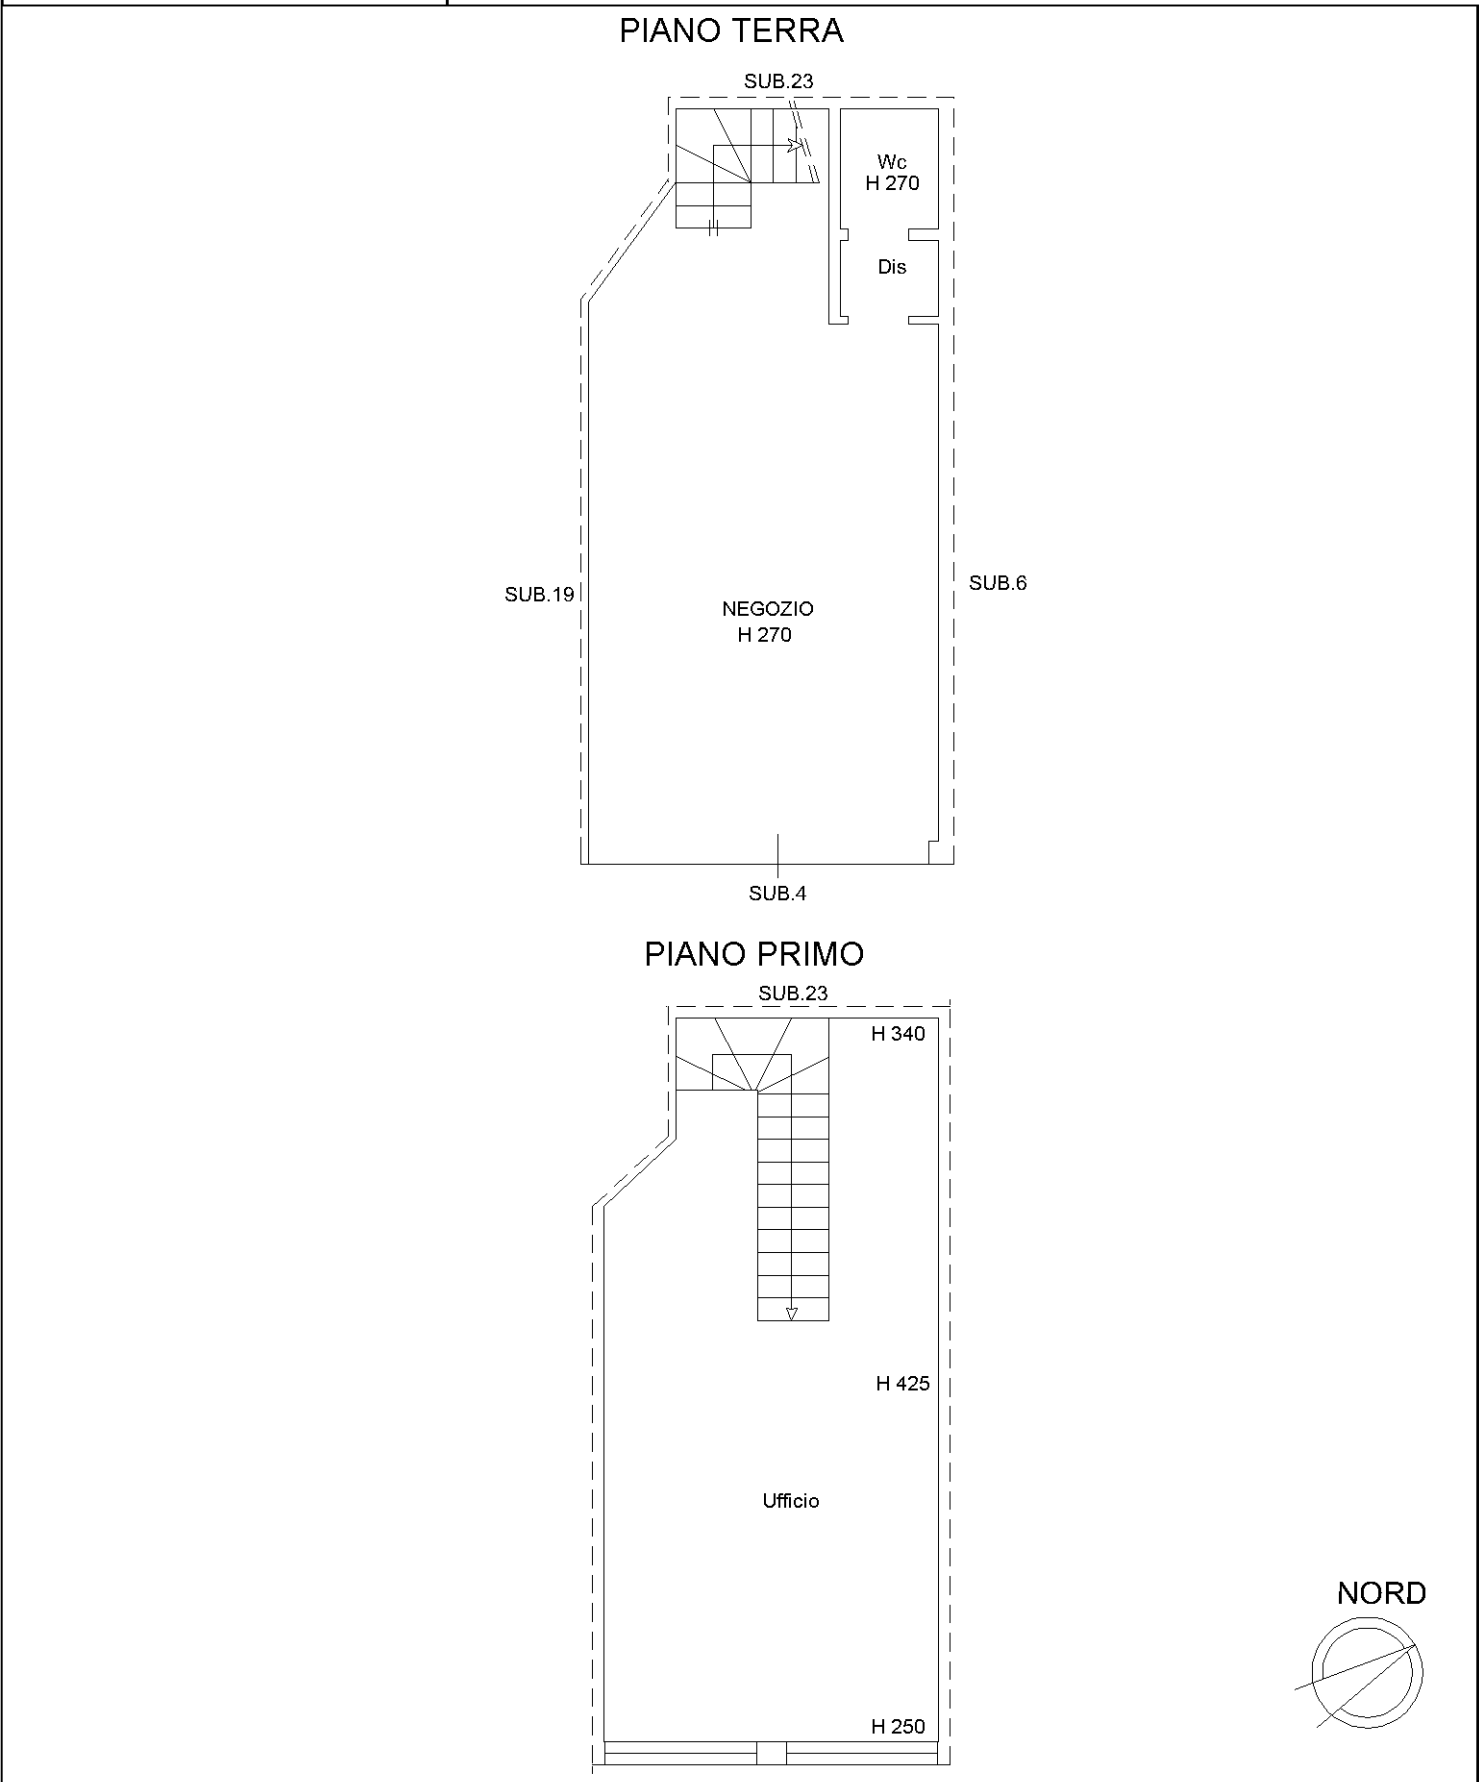 PIANO TERRA
SUB.23
Wc
H 270
Dis
SUB.19
SUB.6
NEGOZIO
H 270
SUB.4
PIANO PRIMO
SUB.23
H 340
H 425
Ufficio
NORD
H 250